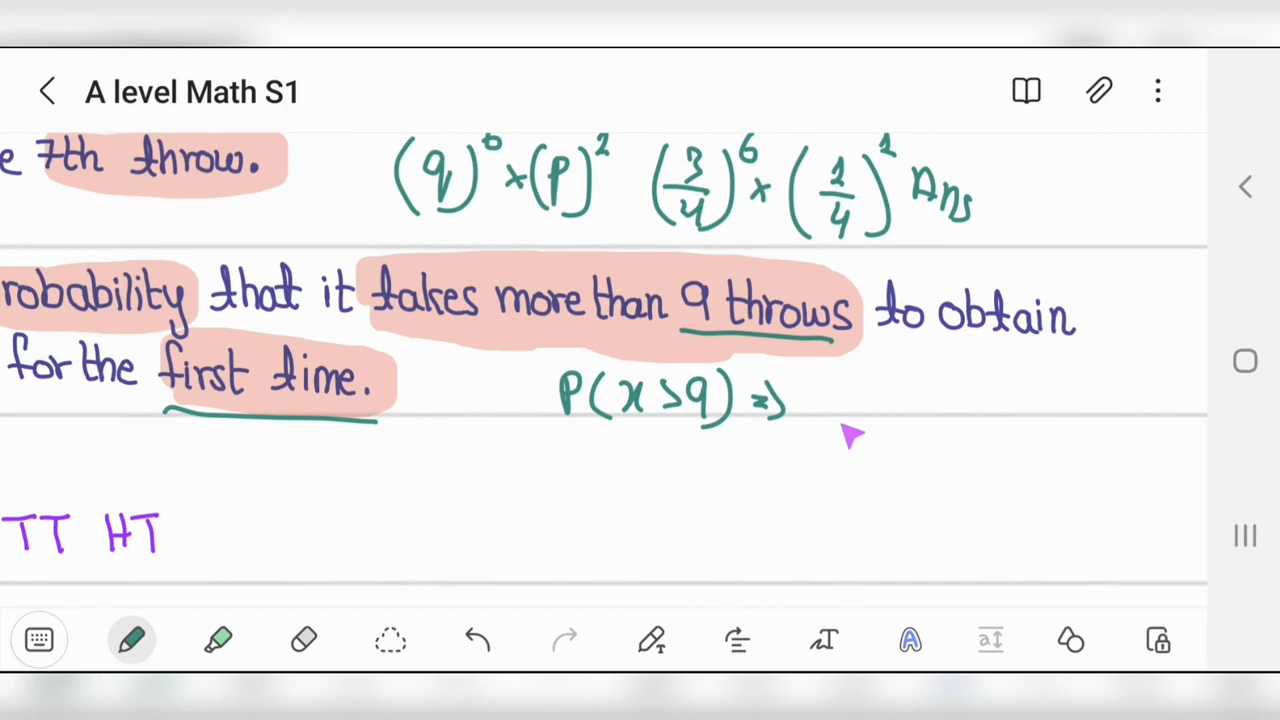 A level Math S1
e 7th throw. (q)⁶ × (p)² (3/4)⁶ × (1/4)¹ Ans
robability that it takes more than 9 throws to obtain
for the first time. P(x>9) ⇒
TT HT